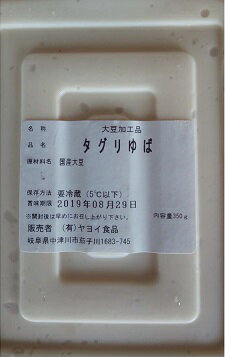 名称 大豆加工品
品名 タグリゆば
原材料名 国産大豆
保存方法 要冷蔵（5℃以下）
賞味期限 2019年08月29日
※開封後は早めにお召し上がり下さい。 内容量350g
販売者 （有）ヤヨイ食品
岐阜県中津川市茄子川1683-745